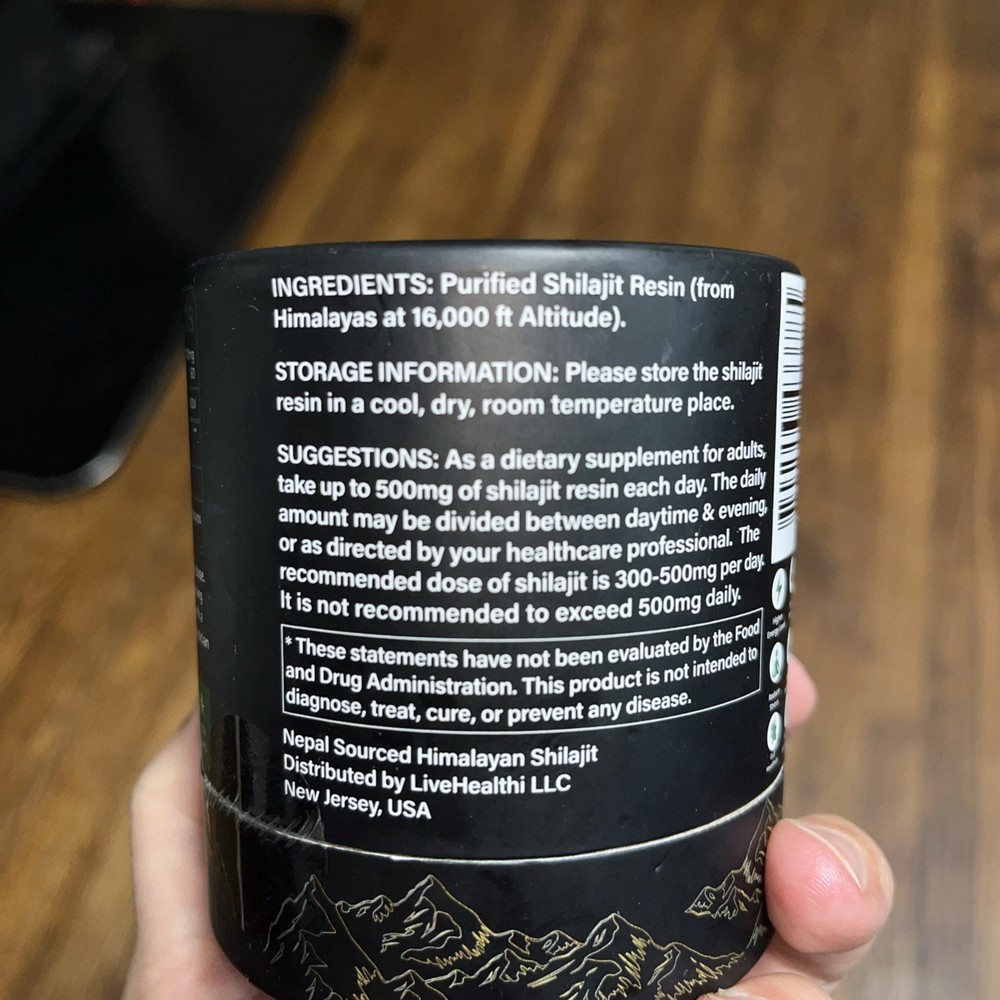 INGREDIENTS: Purified Shilajit Resin (from
Himalayas at 16,000 ft Altitude).
STORAGE INFORMATION: Please store the shilajit
resin in a cool, dry, room temperature place.
SUGGESTIONS: As a dietary supplement for adults,
take up to 500mg of shilajit resin each day. The daily
amount may be divided between daytime & evening,
or as directed by your healthcare professional. The
recommended dose of shilajit is 300-500mg per day.
It is not recommended to exceed 500mg daily.
* These statements have not been evaluated by the Food
and Drug Administration. This product is not intended to
diagnose, treat, cure, or prevent any disease.
Nepal Sourced Himalayan Shilajit
Distributed by LiveHealthi LLC
New Jersey, USA